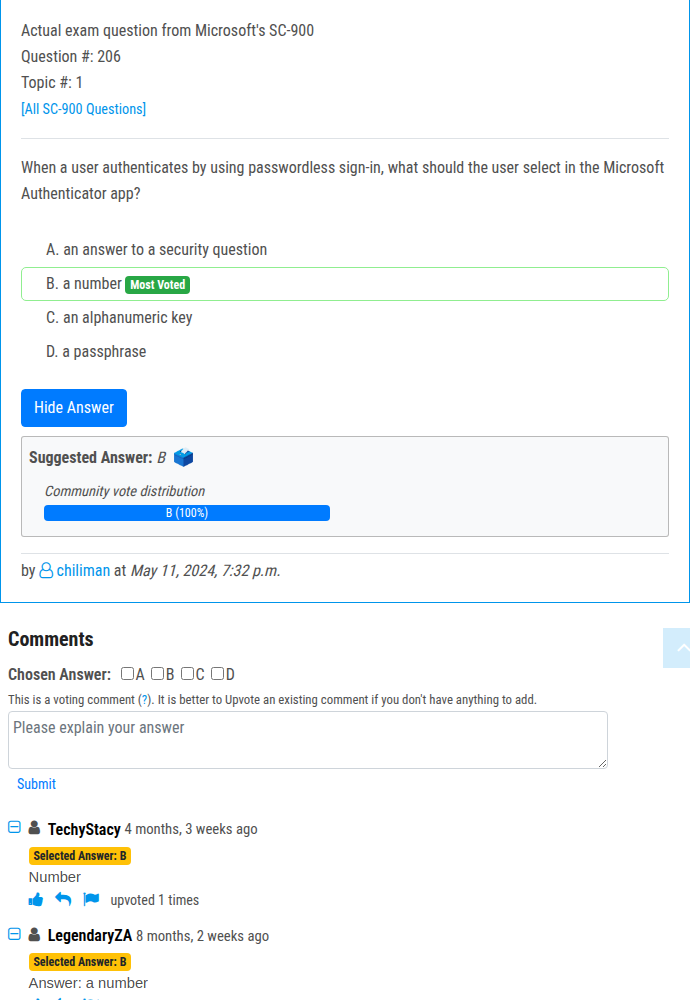 Actual exam question from Microsoft's SC-900
Question #: 206
Topic #: 1
[All SC-900 Questions]
When a user authenticates by using passwordless sign-in, what should the user select in the Microsoft
Authenticator app?
A. an answer to a security question
B. a number Most Voted
C. an alphanumeric key
D. a passphrase
Hide Answer
Suggested Answer: B
Community vote distribution
B (100%)
by chiliman at May 11, 2024, 7:32 p.m.
Comments
Chosen Answer: A B C D
This is a voting comment (?). It is better to Upvote an existing comment if you don't have anything to add.
Please explain your answer
Submit
TechyStacy 4 months, 3 weeks ago
Selected Answer: B
Number
upvoted 1 times
LegendaryZA 8 months, 2 weeks ago
Selected Answer: B
Answer: a number